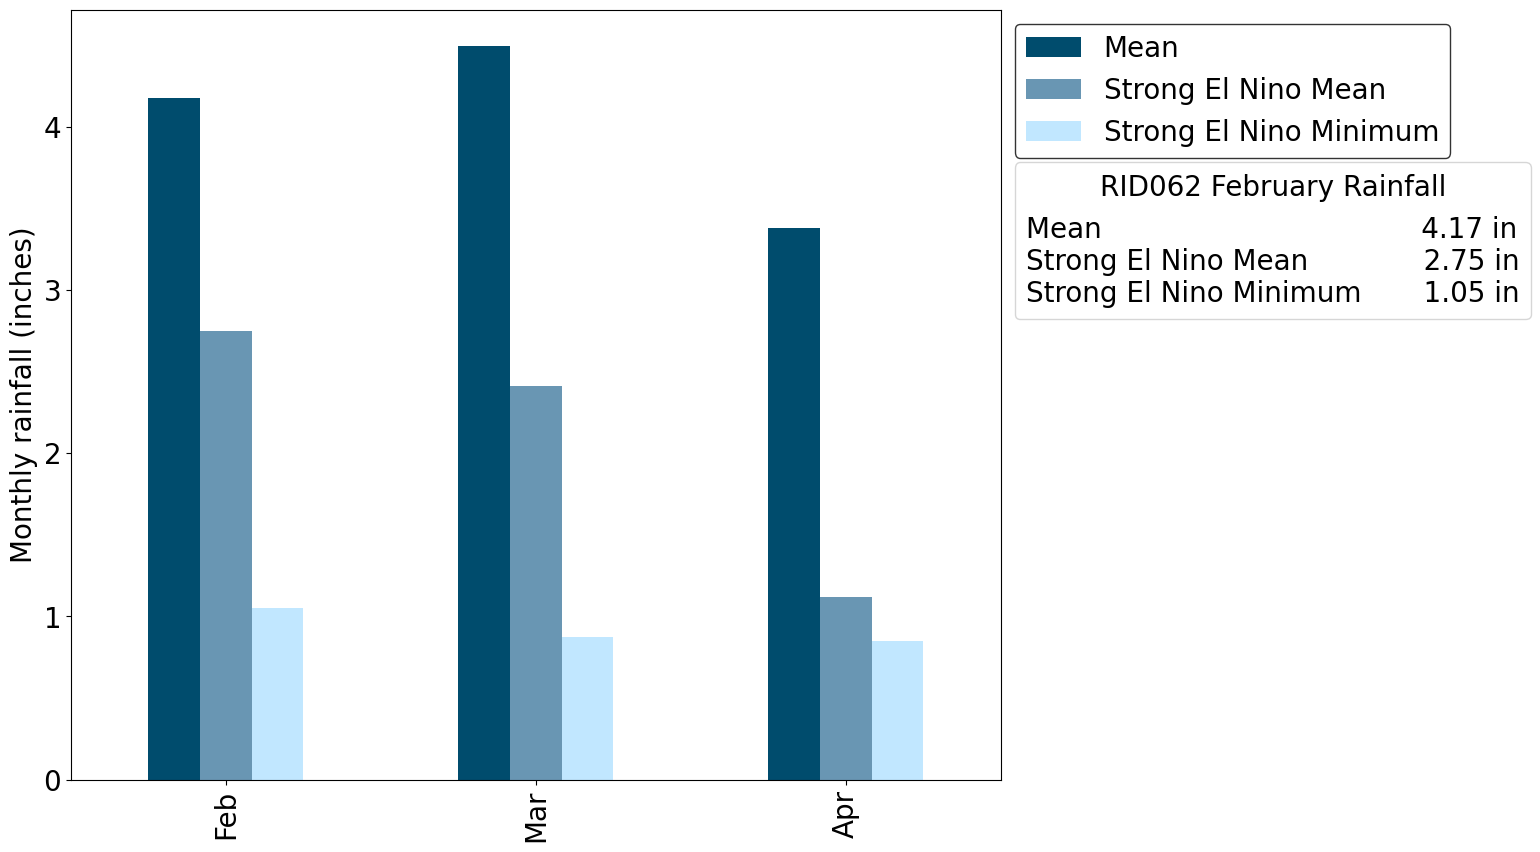 Mean
Strong El Nino Mean
Strong El Nino Minimum
RID062 February Rainfall
Mean 4.17 in
Strong El Nino Mean 2.75 in
Strong El Nino Minimum 1.05 in
Monthly rainfall (inches)
4
3
2
1
0
Feb
Mar
Apr